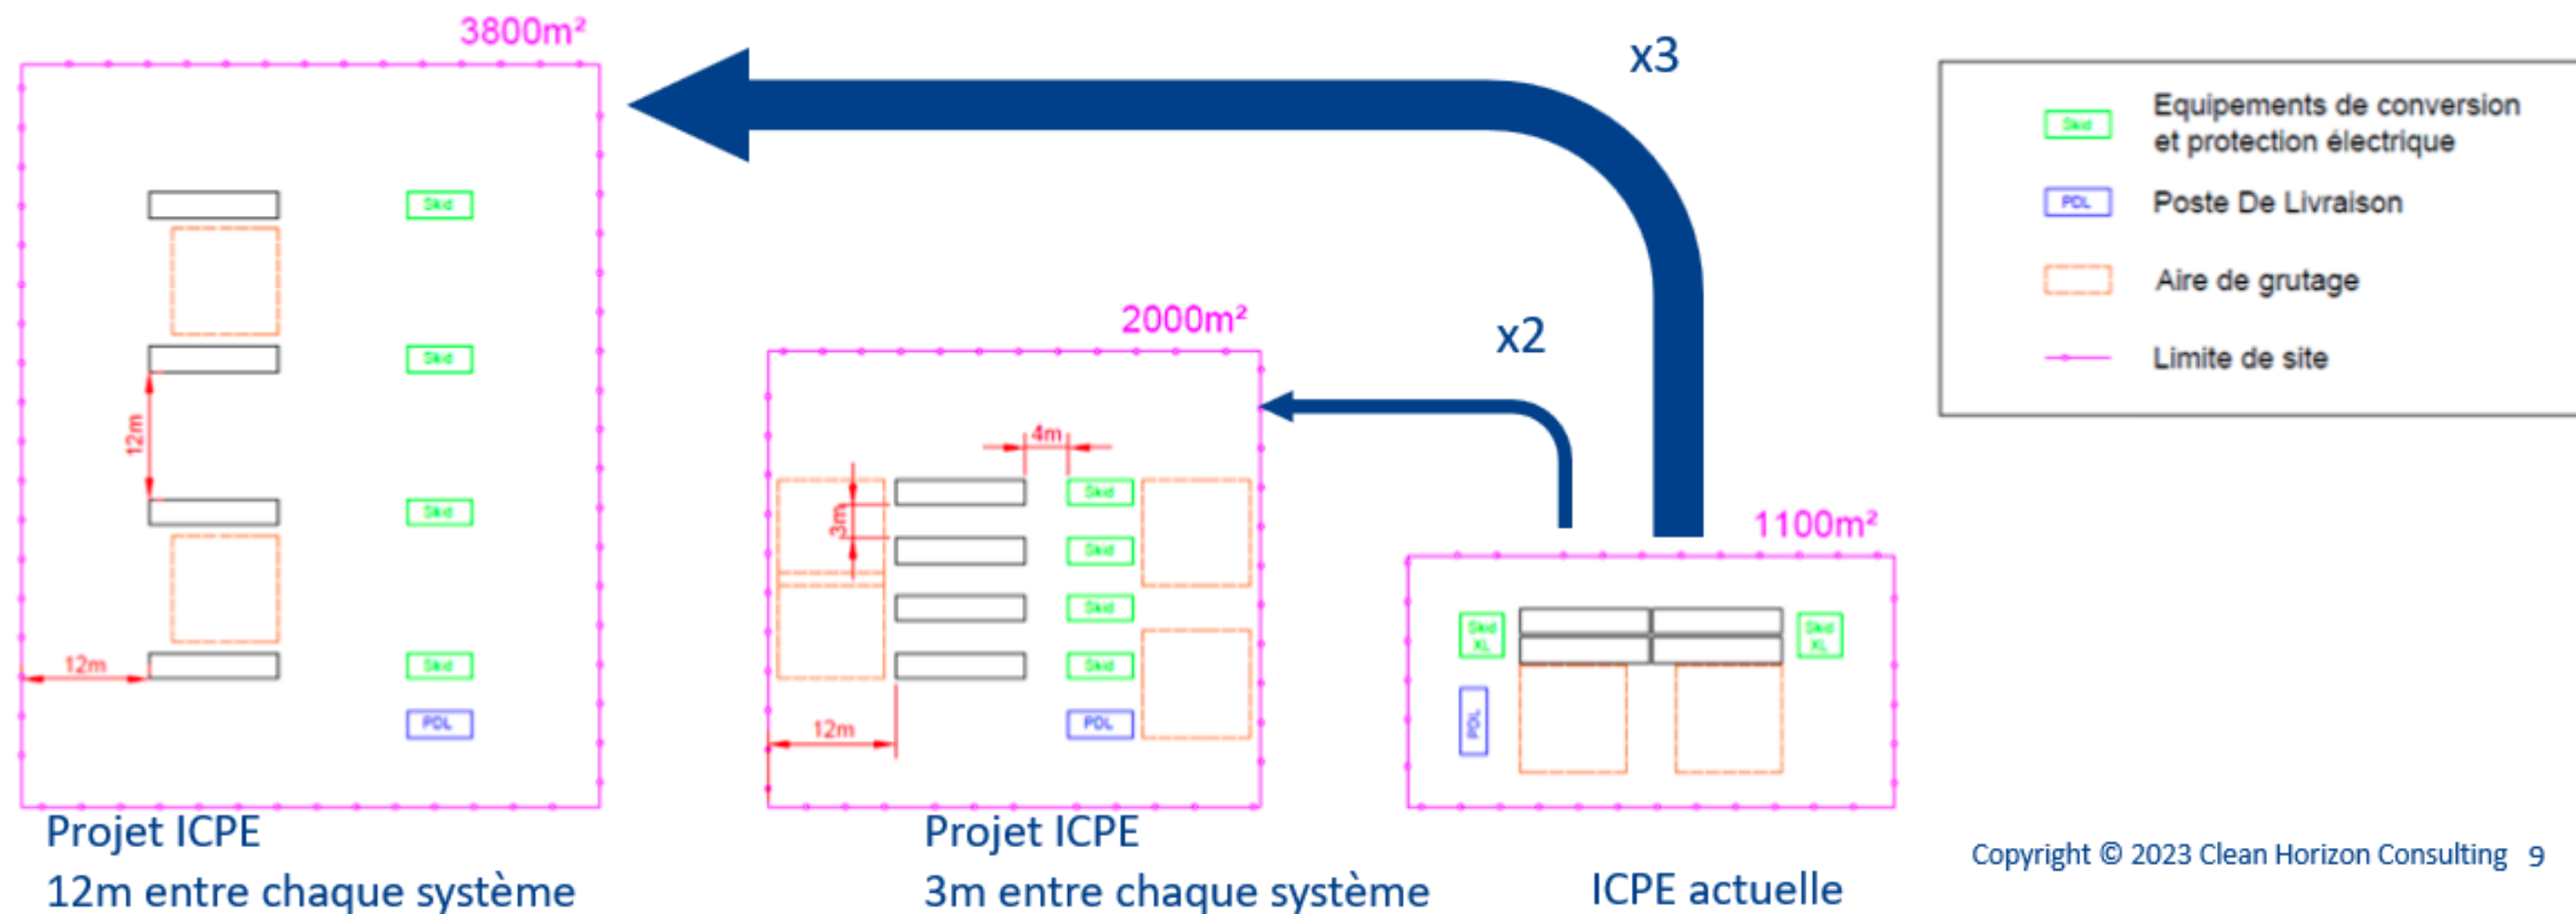 3800m²
x3
Skid
Skid
12m
Skid
12m
Skid
PDL
Projet ICPE
12m entre chaque système
2000m²
x2
4m
Skid
3m
Skid
Skid
Skid
12m
PDL
Projet ICPE
3m entre chaque système
1100m²
Skid
XL
Skid
XL
PDL
ICPE actuelle
Skid
Equipements de conversion
et protection électrique
PDL
Poste De Livraison
Aire de grutage
Limite de site
Copyright © 2023 Clean Horizon Consulting 9